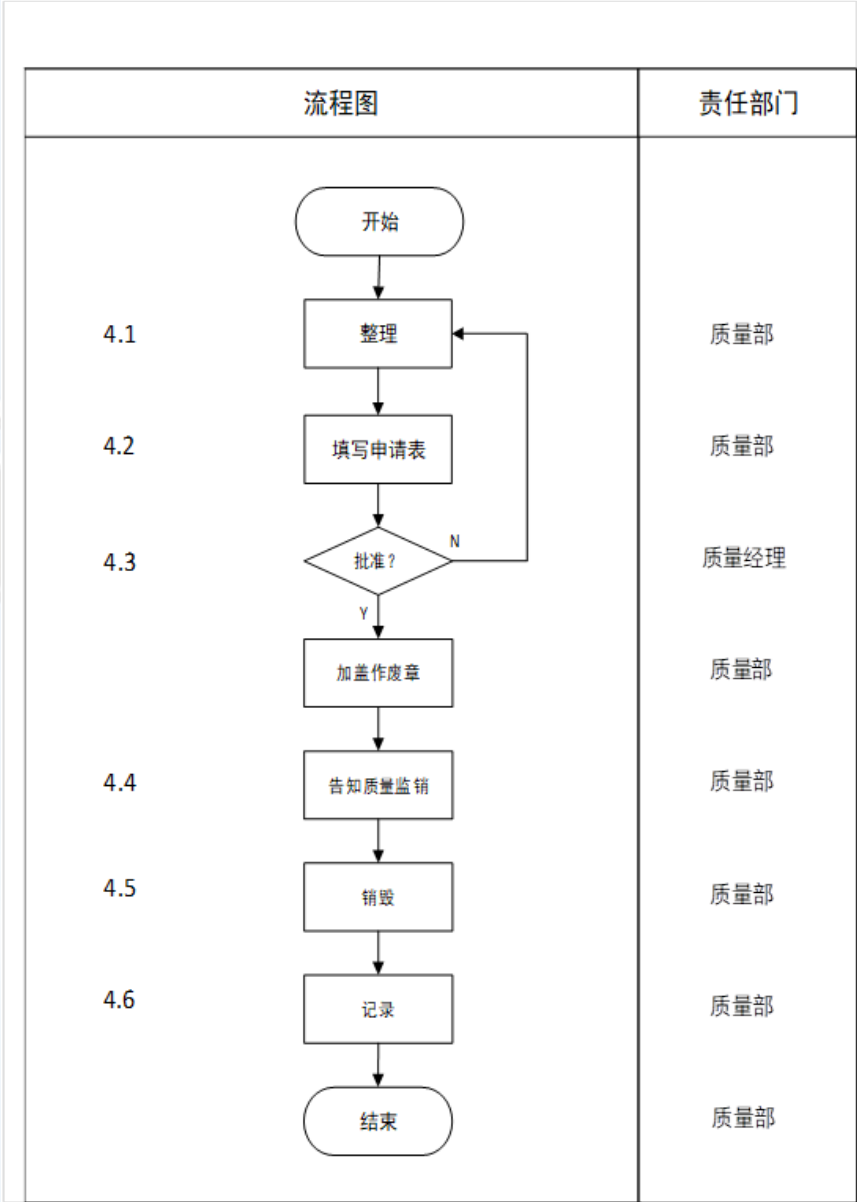 流程图 责任部门
开始
4.1 整理 质量部
4.2 填写申请表 质量部
4.3 批准？ N 质量经理
Y
加盖作废章 质量部
4.4 告知质量监销 质量部
4.5 销毁 质量部
4.6 记录 质量部
结束 质量部